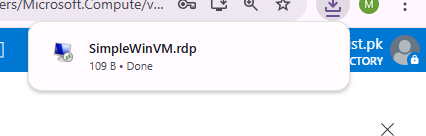 ers/Microsoft.Compute/v...
M
SimpleWinVM.rdp
109 B • Done
st.pk
CTORY